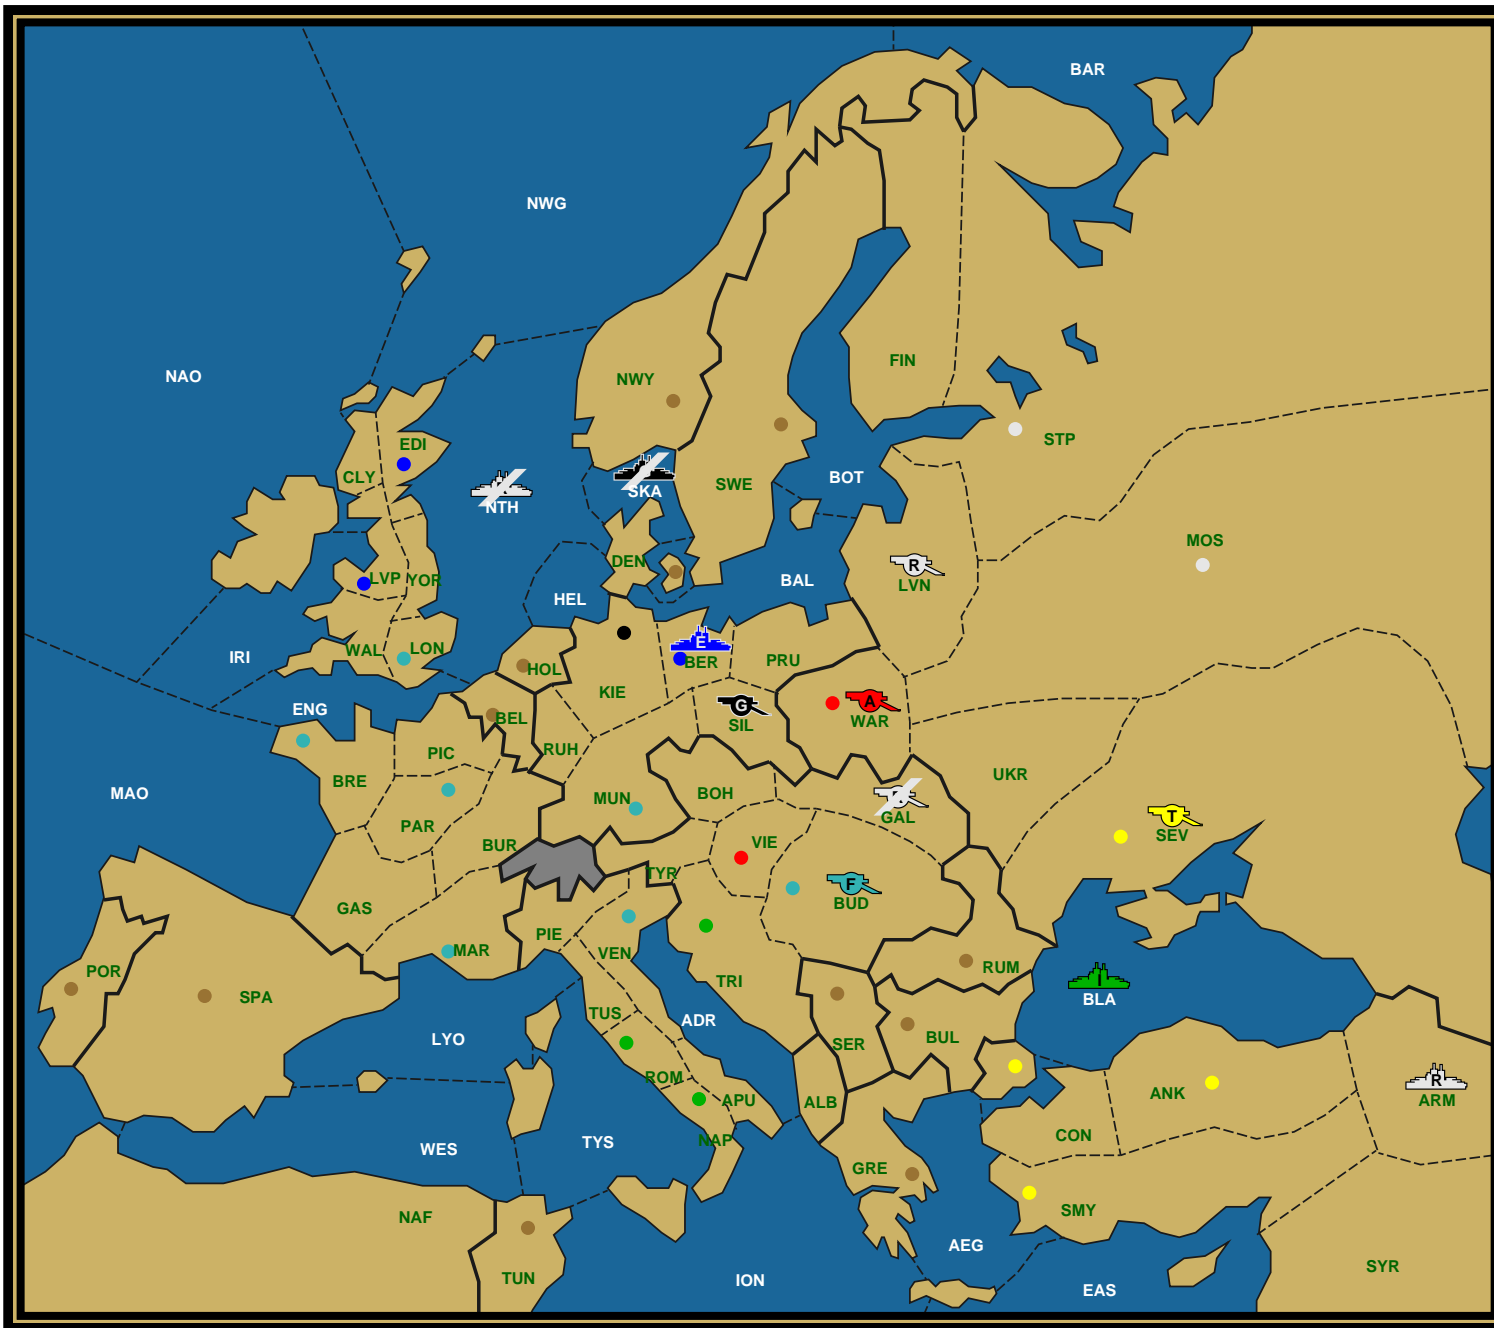 BAR
NWG
NAO
FIN
NWY
EDI
STP
CLY
BOT
SWE
SKA
NTH
MOS
R
LVN
DEN
LVP YOR
BAL
HEL
IRI
WAL
LON
E
BER
PRU
HOL
KIE
ENG
BEL
G
SIL
A
WAR
RUH
PIC
BRE
UKR
MAO
MUN
BOH
GAL
T
SEV
PAR
BUR
VIE
TYR
F
BUD
GAS
PIE
VEN
MAR
POR
SPA
TRI
RUM
I
BLA
TUS
ADR
LYO
SER
BUL
ROM
APU
ALB
ANK
R
ARM
CON
NAP
TYS
WES
GRE
SMY
NAF
AEG
SYR
TUN
ION
EAS